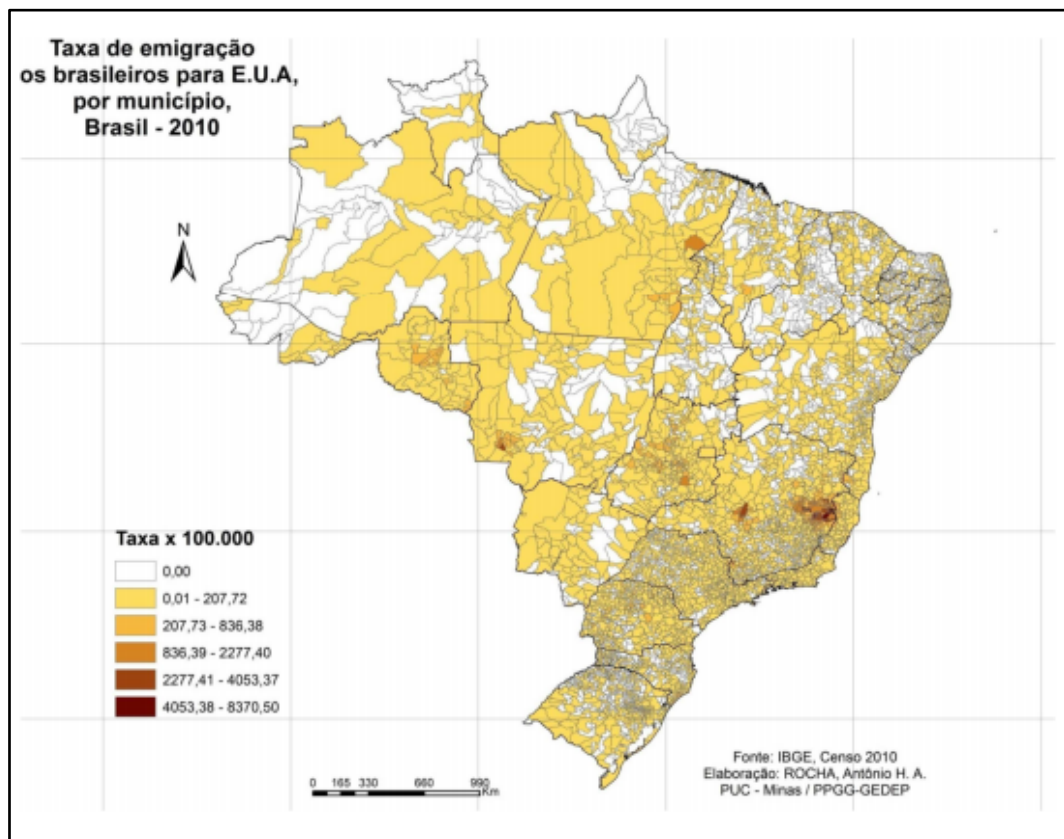 Taxa de emigração
os brasileiros para E.U.A,
por município,
Brasil - 2010
N
Taxa x 100.000
0,00
0,01 - 207,72
207,73 - 836,38
836,39 - 2277,40
2277,41 - 4053,37
4053,38 - 8370,50
0 165 330 660 990
Km
Fonte: IBGE, Censo 2010
Elaboração: ROCHA, Antônio H. A.
PUC - Minas / PPGG-GEDEP